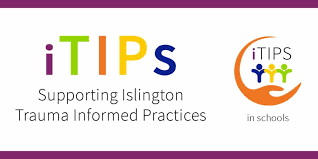 iTIPs
Supporting Islington
Trauma Informed Practices
iTIPS
in schools